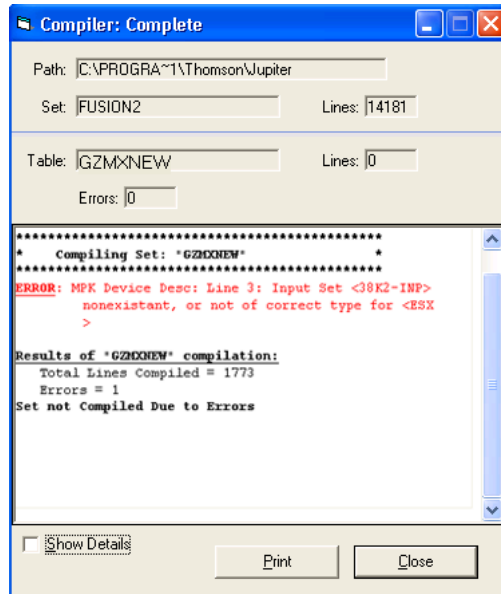 Compiler: Complete
Path: C:\PROGRA~1\Thomson\Jupiter
Set: FUSION2 Lines: 14181
Table: GZMXNEW Lines: 0
Errors: 0
**********************************************
* Compiling Set: "GZMXNEW" *
**********************************************
ERROR: MPK Device Desc: Line 3: Input Set <38K2-INP>
nonexistant, or not of correct type for <ESX
>
Results of "GZMXNEW" compilation:
Total Lines Compiled = 1773
Errors = 1
Set not Compiled Due to Errors
Show Details
Print Close